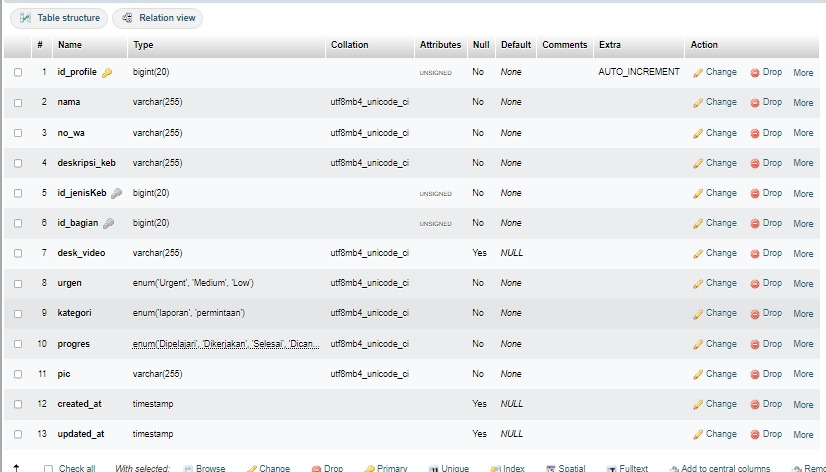 Table structure Relation view
# Name Type Collation Attributes Null Default Comments Extra Action
1 id_profile bigint(20) UNSIGNED No None AUTO_INCREMENT Change Drop More
2 nama varchar(255) utf8mb4_unicode_ci No None Change Drop More
3 no_wa varchar(255) utf8mb4_unicode_ci No None Change Drop More
4 deskripsi_keb varchar(255) utf8mb4_unicode_ci No None Change Drop More
5 id_jenisKeb bigint(20) UNSIGNED No None Change Drop More
6 id_bagian bigint(20) UNSIGNED No None Change Drop More
7 desk_video varchar(255) utf8mb4_unicode_ci Yes NULL Change Drop More
8 urgen enum('Urgent', 'Medium', 'Low') utf8mb4_unicode_ci No None Change Drop More
9 kategori enum('laporan', 'permintaan') utf8mb4_unicode_ci No None Change Drop More
10 progres enum('Dipelajari', 'Dikerjakan', 'Selesai', 'Dican... utf8mb4_unicode_ci No None Change Drop More
11 pic varchar(255) utf8mb4_unicode_ci No None Change Drop More
12 created_at timestamp Yes NULL Change Drop More
13 updated_at timestamp Yes NULL Change Drop More
Check all With selected: Browse Change Drop Primary Unique Index Spatial Fulltext Add to central columns